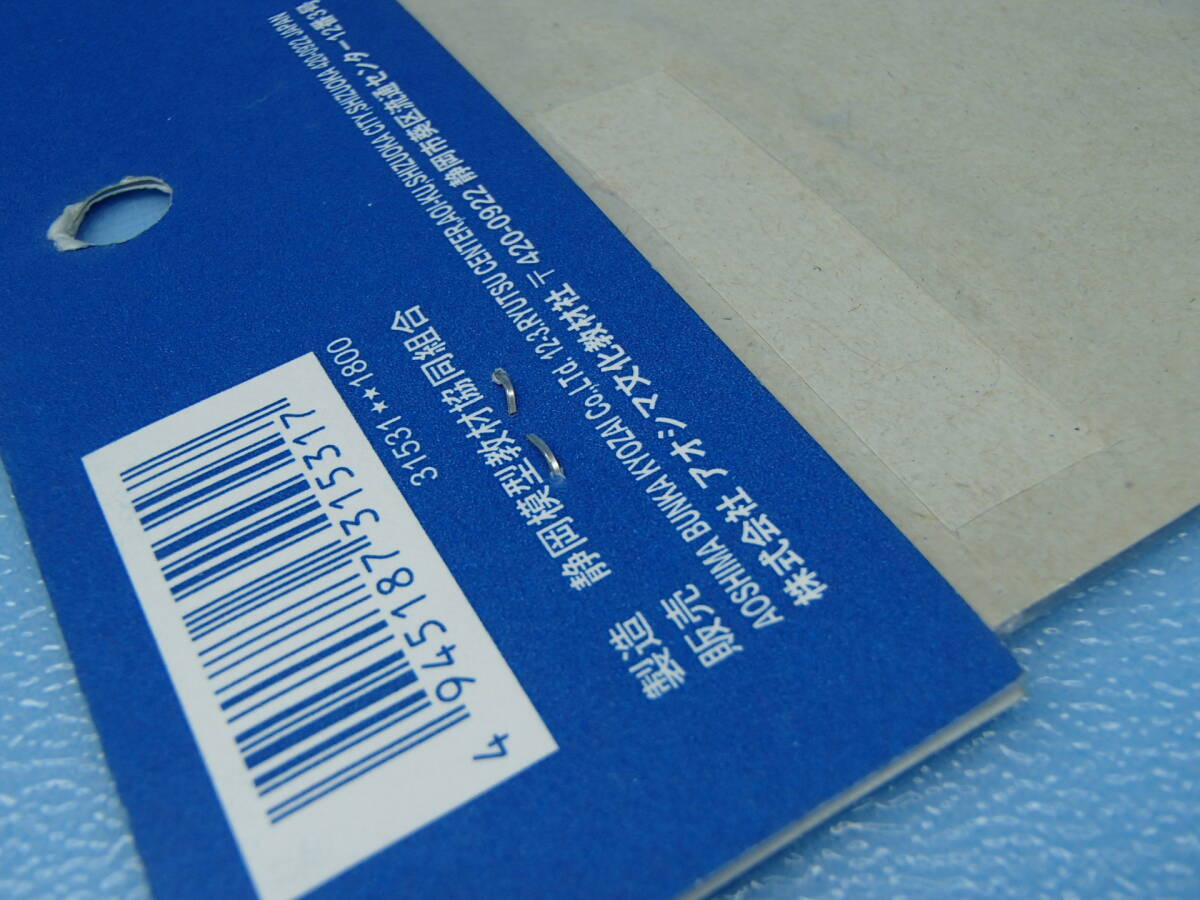 4 945187 315317
31531★★1800
製造 静岡模型教材協同組合
販売
AOSHIMA BUNKA KYOZAI Co.,Ltd. 12-3,RYUTSU CENTER,AOI-KU,SHIZUOKA CITY,SHIZUOKA 420-0922 JAPAN
株式会社 アオシマ文化教材社 〒420-0922 静岡市葵区流通センター12番3号